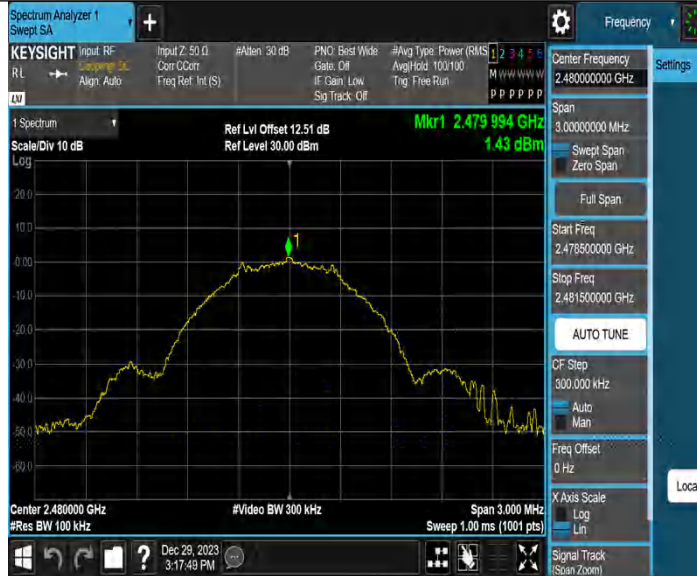 Spectrum Analyzer 1
Swept SA
+
Frequency
KEYSIGHT
Input: RF
Coupling: DC
Align: Auto
Input Z: 50 Ω
Corr CCorr
Freq Ref: Int (S)
#Atten: 30 dB
PNO: Best Wide
Gate: Off
IF Gain: Low
Sig Track: Off
#Avg Type: Power (RMS
Avg|Hold: 100/100
Trig: Free Run
1 2 3 4 5 6
M W W W W W
P P P P P P
RL
LXI
1 Spectrum
Scale/Div 10 dB
Log
Ref Lvl Offset 12.51 dB
Ref Level 30.00 dBm
Mkr1 2.479 994 GHz
1.43 dBm
20.0
10.0
0.00
-10.0
-20.0
-30.0
-40.0
-50.0
-60.0
1
Center 2.480000 GHz
#Res BW 100 kHz
#Video BW 300 kHz
Span 3.000 MHz
Sweep 1.00 ms (1001 pts)
?
Dec 29, 2023
3:17:49 PM
Center Frequency
2.480000000 GHz
Settings
Span
3.00000000 MHz
Swept Span
Zero Span
Full Span
Start Freq
2.478500000 GHz
Stop Freq
2.481500000 GHz
AUTO TUNE
CF Step
300.000 kHz
Auto
Man
Freq Offset
0 Hz
X Axis Scale
Log
Lin
Loca
Signal Track
(Span Zoom)